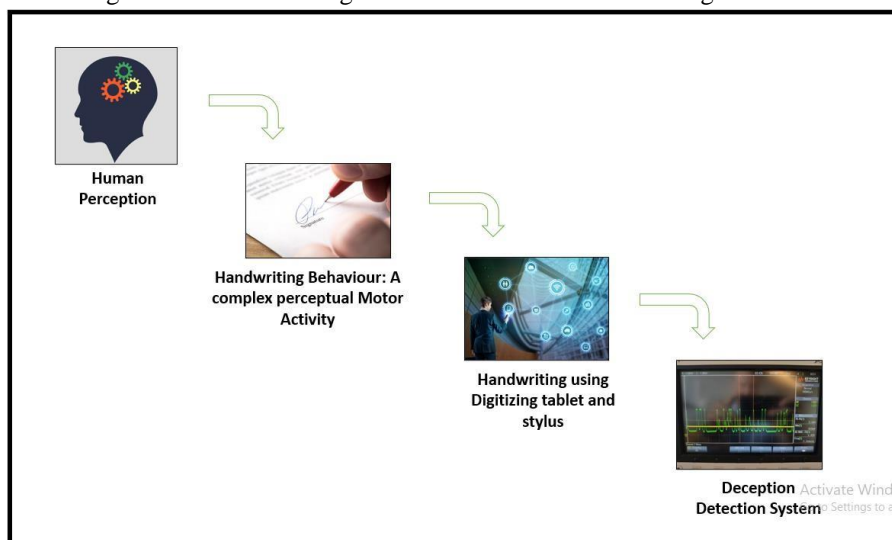 Human
Perception
Handwriting Behaviour: A
complex perceptual Motor
Activity
Handwriting using
Digitizing tablet and
stylus
Deception
Detection System
Activate Wind
to Settings to a